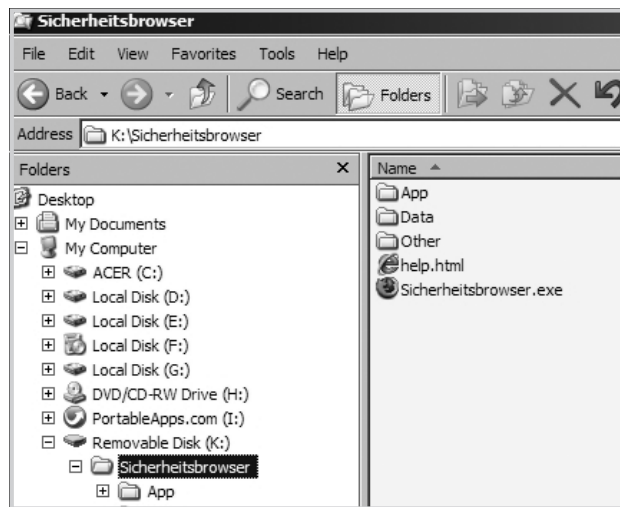 Sicherheitsbrowser
File Edit View Favorites Tools Help
Back Search Folders
Address K:\Sicherheitsbrowser
Folders
Desktop
My Documents
My Computer
ACER (C:)
Local Disk (D:)
Local Disk (E:)
Local Disk (F:)
Local Disk (G:)
DVD/CD-RW Drive (H:)
PortableApps.com (I:)
Removable Disk (K:)
Sicherheitsbrowser
App
Name
App
Data
Other
help.html
Sicherheitsbrowser.exe